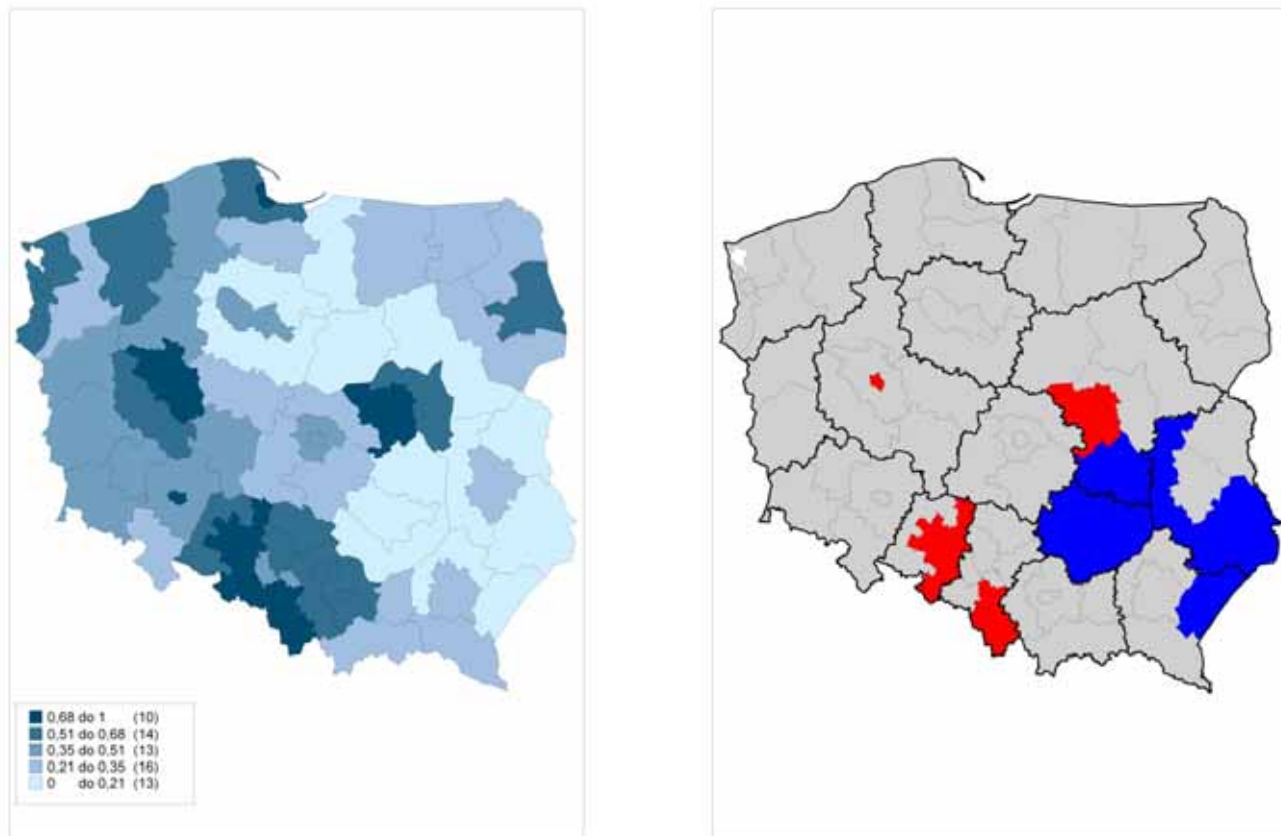 0,68 do 1 (10)
0,51 do 0,68 (14)
0,35 do 0,51 (13)
0,21 do 0,35 (16)
0 do 0,21 (13)